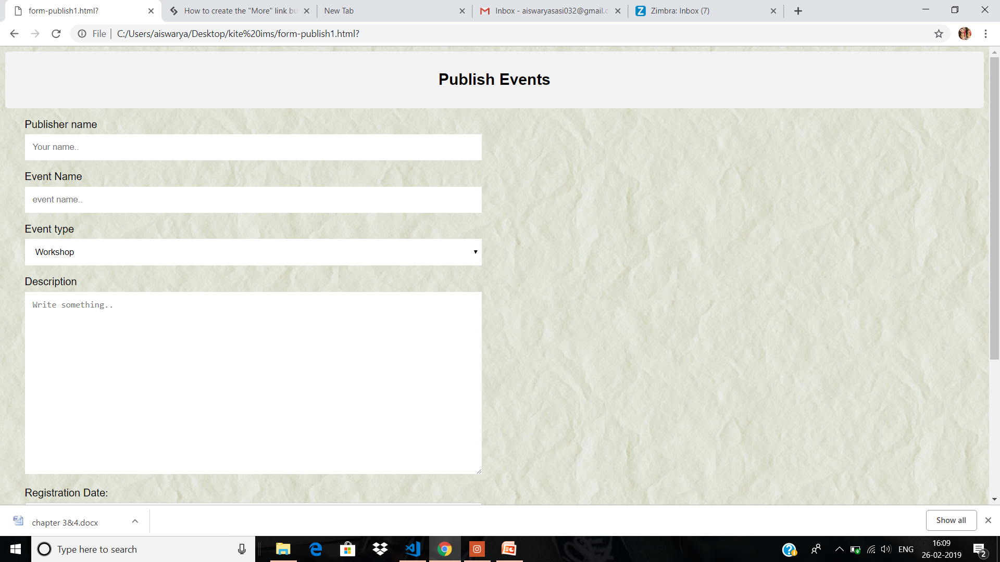 form-publish1.html?
How to create the "More" link bu
New Tab
Inbox - aiswaryasasi032@gmail.c
Zimbra: Inbox (7)
File
C:/Users/aiswarya/Desktop/kite%20ims/form-publish1.html?
Publish Events
Publisher name
Your name..
Event Name
event name..
Event type
Workshop
Description
Write something..
Registration Date:
chapter 3&4.docx
Show all
Type here to search
ENG
16:09
26-02-2019
2